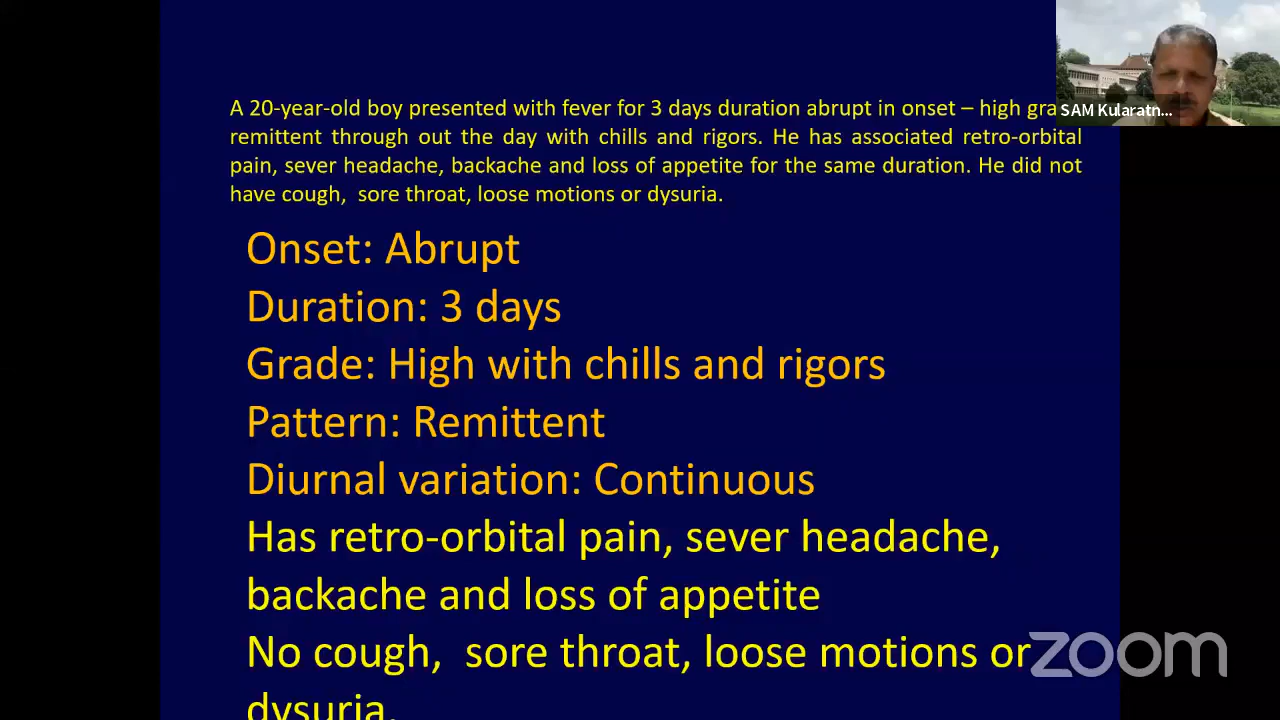 A 20-year-old boy presented with fever for 3 days duration abrupt in onset – high gra
SAM Kularatn...
remittent through out the day with chills and rigors. He has associated retro-orbital
pain, sever headache, backache and loss of appetite for the same duration. He did not
have cough,  sore throat, loose motions or dysuria.
Onset: Abrupt
Duration: 3 days
Grade: High with chills and rigors
Pattern: Remittent
Diurnal variation: Continuous
Has retro-orbital pain, sever headache,
backache and loss of appetite
No cough,  sore throat, loose motions or
zoom
dysuria.